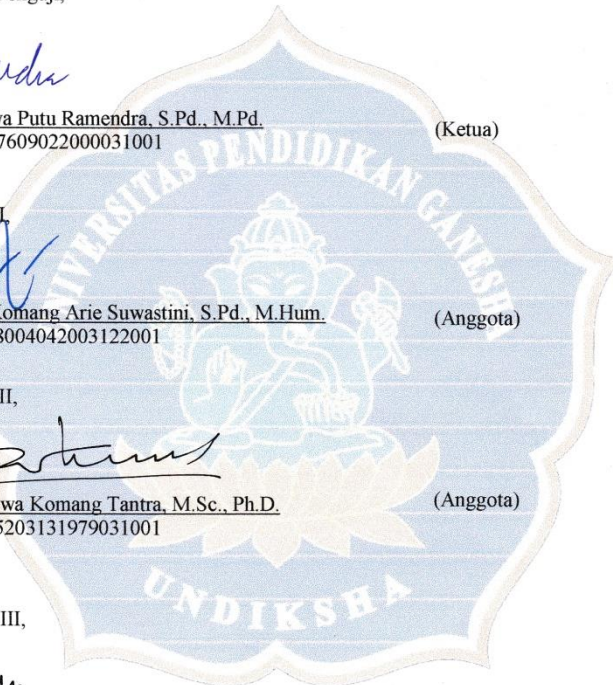 wa Putu Ramendra, S.Pd., M.Pd.
7609022000031001
(Ketua)
Komang Arie Suwastini, S.Pd., M.Hum.
8004042003122001
(Anggota)
II,
wa Komang Tantra, M.Sc., Ph.D.
5203131979031001
(Anggota)
III,
UNIVERSITAS PENDIDIKAN GANESHA
UNDIKSHA